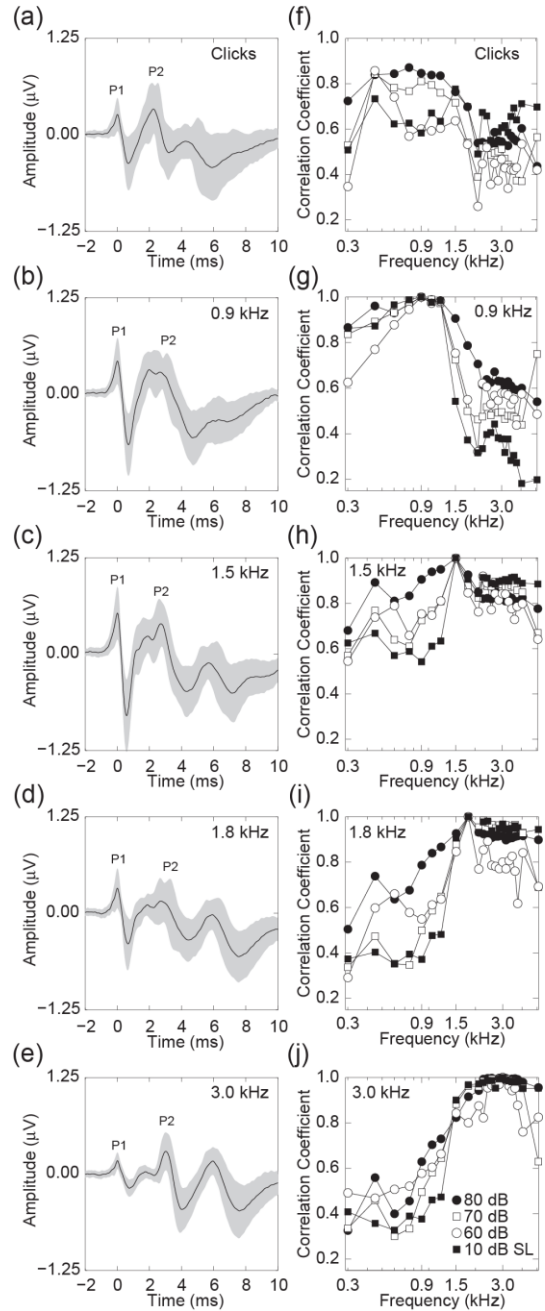 (a)
1.25
0.00
−1.25
Amplitude (μV)
Clicks
P1
P2
−2 0 2 4 6 8 10
Time (ms)
(f)
1.0
0.8
0.6
0.4
0.2
Correlation Coefficient
Clicks
0.3 0.9 1.5 3.0
Frequency (kHz)
(b)
1.25
0.00
−1.25
Amplitude (μV)
0.9 kHz
P1
P2
−2 0 2 4 6 8 10
Time (ms)
(g)
1.0
0.8
0.6
0.4
0.2
Correlation Coefficient
0.9 kHz
0.3 0.9 1.5 3.0
Frequency (kHz)
(c)
1.25
0.00
−1.25
Amplitude (μV)
1.5 kHz
P1
P2
−2 0 2 4 6 8 10
Time (ms)
(h)
1.0
0.8
0.6
0.4
0.2
Correlation Coefficient
1.5 kHz
0.3 0.9 1.5 3.0
Frequency (kHz)
(d)
1.25
0.00
−1.25
Amplitude (μV)
1.8 kHz
P1
P2
−2 0 2 4 6 8 10
Time (ms)
(i)
1.0
0.8
0.6
0.4
0.2
Correlation Coefficient
1.8 kHz
0.3 0.9 1.5 3.0
Frequency (kHz)
(e)
1.25
0.00
−1.25
Amplitude (μV)
3.0 kHz
P1
P2
−2 0 2 4 6 8 10
Time (ms)
(j)
1.0
0.8
0.6
0.4
0.2
Correlation Coefficient
3.0 kHz
80 dB
70 dB
60 dB
10 dB SL
0.3 0.9 1.5 3.0
Frequency (kHz)